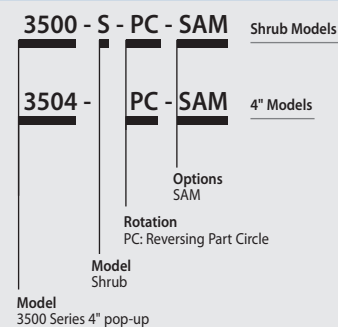 3500 - S - PC - SAM Shrub Models
3504 - PC - SAM 4" Models
Options
SAM
Rotation
PC: Reversing Part Circle
Model
Shrub
Model
3500 Series 4" pop-up